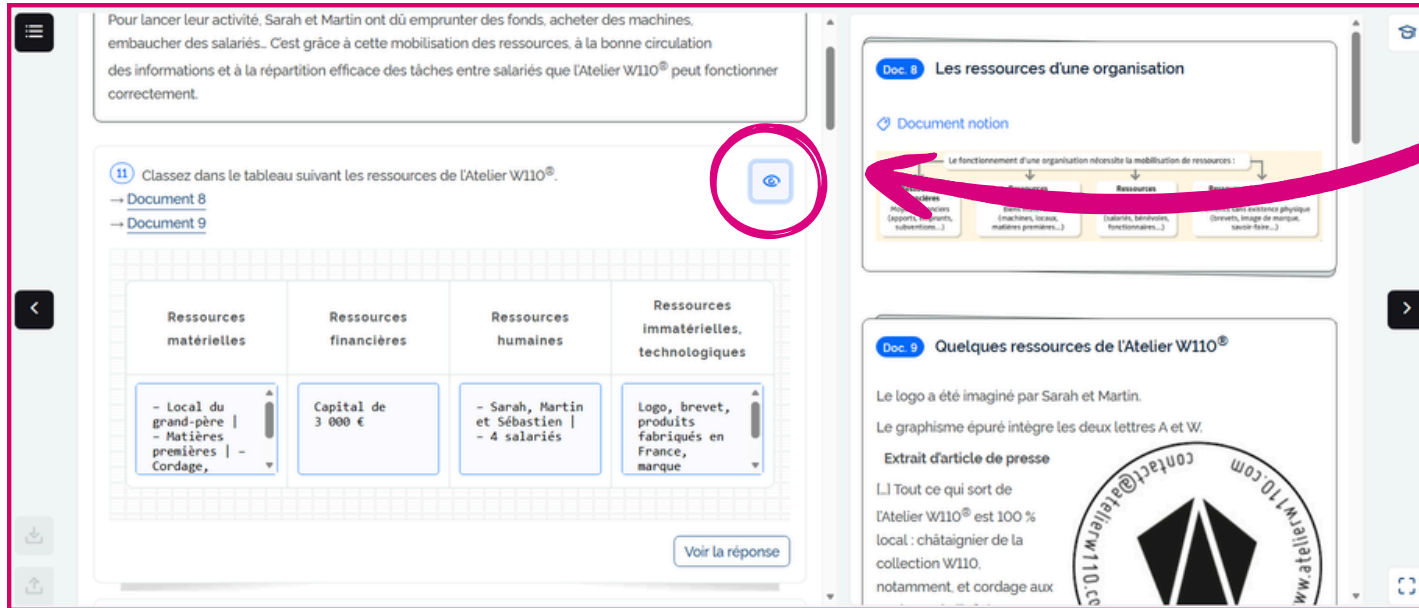 Pour lancer leur activité, Sarah et Martin ont dû emprunter des fonds, acheter des machines,
embaucher des salariés… C'est grâce à cette mobilisation des ressources, à la bonne circulation
des informations et à la répartition efficace des tâches entre salariés que l'Atelier W110® peut fonctionner
correctement.
11 Classez dans le tableau suivant les ressources de l'Atelier W110®.
→ Document 8
→ Document 9
Ressources matérielles
Ressources financières
Ressources humaines
Ressources immatérielles, technologiques
- Local du
grand-père |
- Matières
premières | -
Cordage,
Capital de
3 000 €
- Sarah, Martin
et Sébastien |
- 4 salariés
Logo, brevet,
produits
fabriqués en
France,
marque
Voir la réponse
Doc. 8 Les ressources d'une organisation
Document notion
Le fonctionnement d'une organisation nécessite la mobilisation de ressources :
Ressources
(machines, locaux,
matières premières…)
Ressources
(salariés, bénévoles,
fonctionnaires…)
sans existence physique
(brevets, image de marque,
savoir-faire…)
(apports, emprunts,
subventions…)
Doc. 9 Quelques ressources de l'Atelier W110®
Le logo a été imaginé par Sarah et Martin.
Le graphisme épuré intègre les deux lettres A et W.
Extrait d'article de presse
[…] Tout ce qui sort de
l'Atelier W110® est 100 %
local : châtaignier de la
collection W110,
notamment, et cordage aux
contact@atelierw110.co
www.atelierw110.com